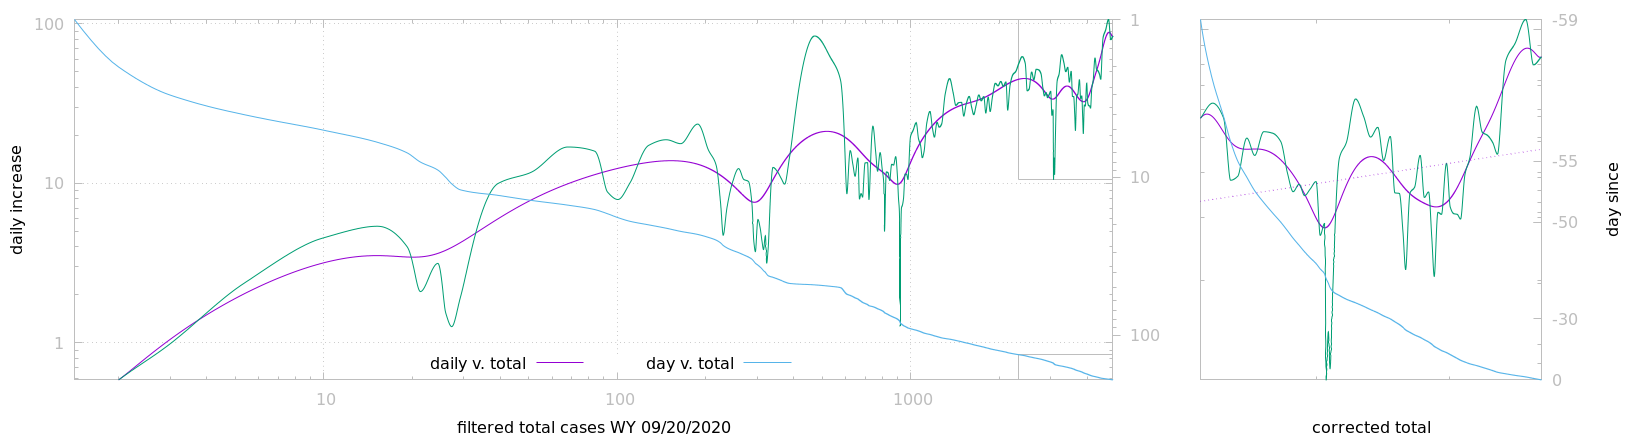 100
10
1
daily increase
daily v. total
day v. total
10
100
1000
filtered total cases WY 09/20/2020
1
10
100
-59
-55
-50
-30
0
day since
corrected total